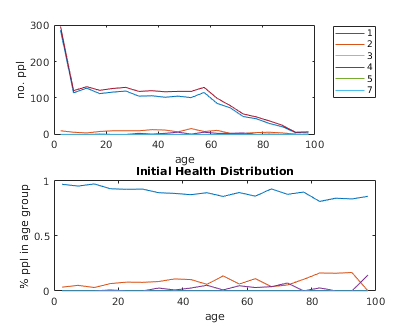 300
200
100
0
0 20 40 60 80 100
no. ppl
age
1
2
3
4
5
7
Initial Health Distribution
1
0.5
0
0 20 40 60 80 100
% ppl in age group
age